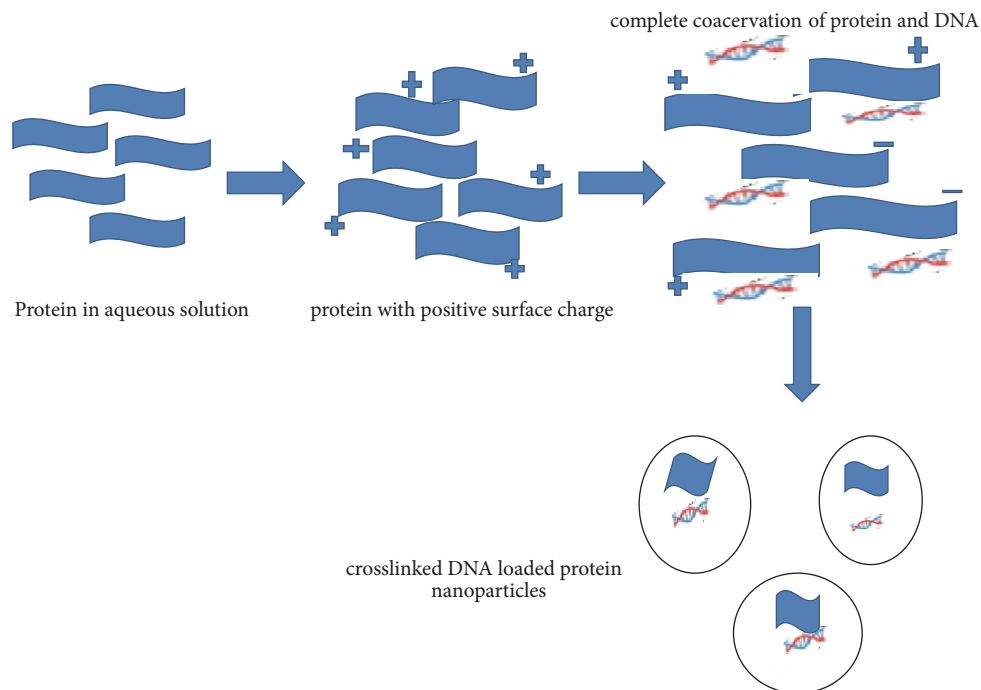 complete coacervation of protein and DNA
Protein in aqueous solution
protein with positive surface charge
crosslinked DNA loaded protein
nanoparticles